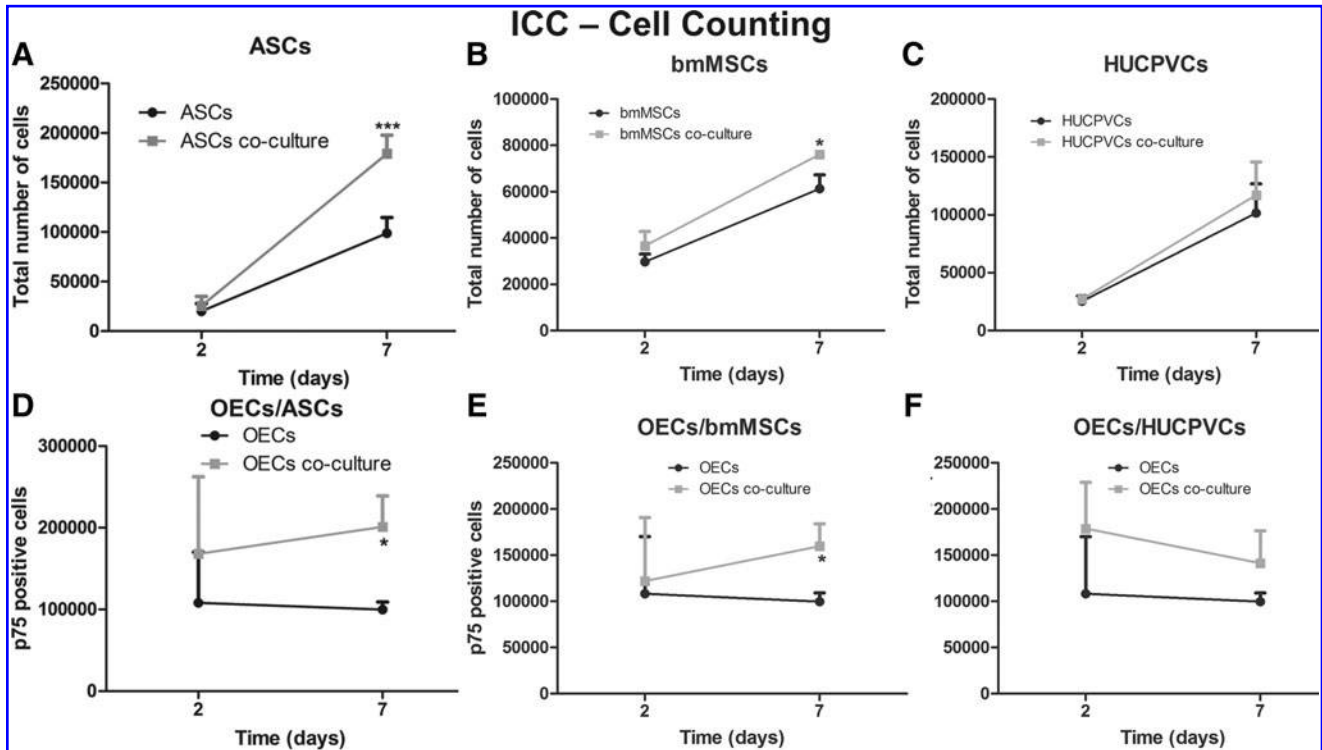 ICC – Cell Counting
A
ASCs
Total number of cells
250000
200000
150000
100000
50000
0
ASCs
ASCs co-culture
***
2
7
Time (days)
B
bmMSCs
Total number of cells
100000
80000
60000
40000
20000
0
bmMSCs
bmMSCs co-culture
*
2
7
Time (days)
C
HUCPVCs
Total number of cells
200000
150000
100000
50000
0
HUCPVCs
HUCPVCs co-culture
2
7
Time (days)
D
OECs/ASCs
p75 positive cells
300000
200000
100000
0
OECs
OECs co-culture
*
2
7
Time (days)
E
OECs/bmMSCs
p75 positive cells
250000
200000
150000
100000
50000
0
OECs
OECs co-culture
*
2
7
Time (days)
F
OECs/HUCPVCs
250000
200000
150000
100000
50000
0
OECs
OECs co-culture
2
7
Time (days)